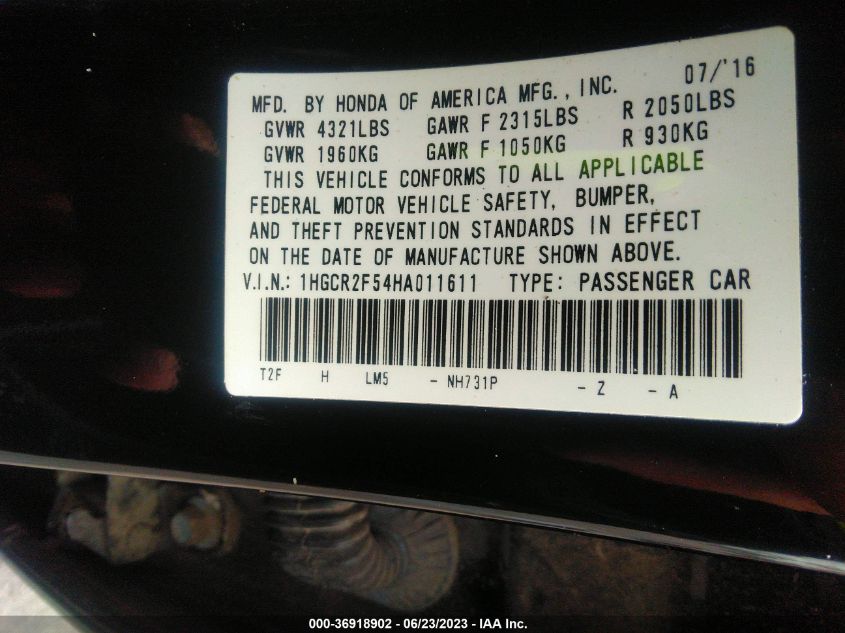 07/'16
MFD. BY HONDA OF AMERICA MFG., INC.
GVWR 4321LBS GAWR F 2315LBS R 2050LBS
GVWR 1960KG GAWR F 1050KG R 930KG
THIS VEHICLE CONFORMS TO ALL APPLICABLE
FEDERAL MOTOR VEHICLE SAFETY, BUMPER,
AND THEFT PREVENTION STANDARDS IN EFFECT
ON THE DATE OF MANUFACTURE SHOWN ABOVE.
V.I.N.: 1HGCR2F54HA011611 TYPE: PASSENGER CAR
T2F H LM5 - NH731P - Z - A
000-36918902 - 06/23/2023 - IAA Inc.